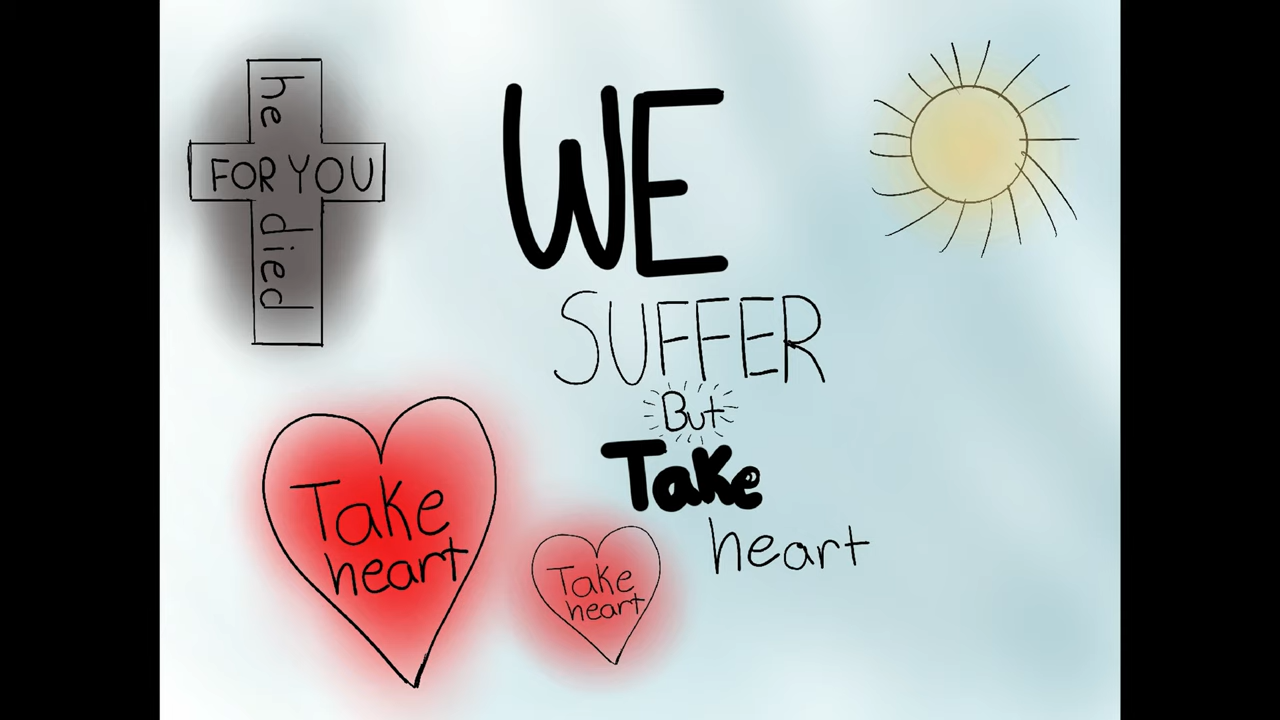 he
FOR YOU
died
WE
SUFFER
But
Take
heart
Take
heart
Take
heart